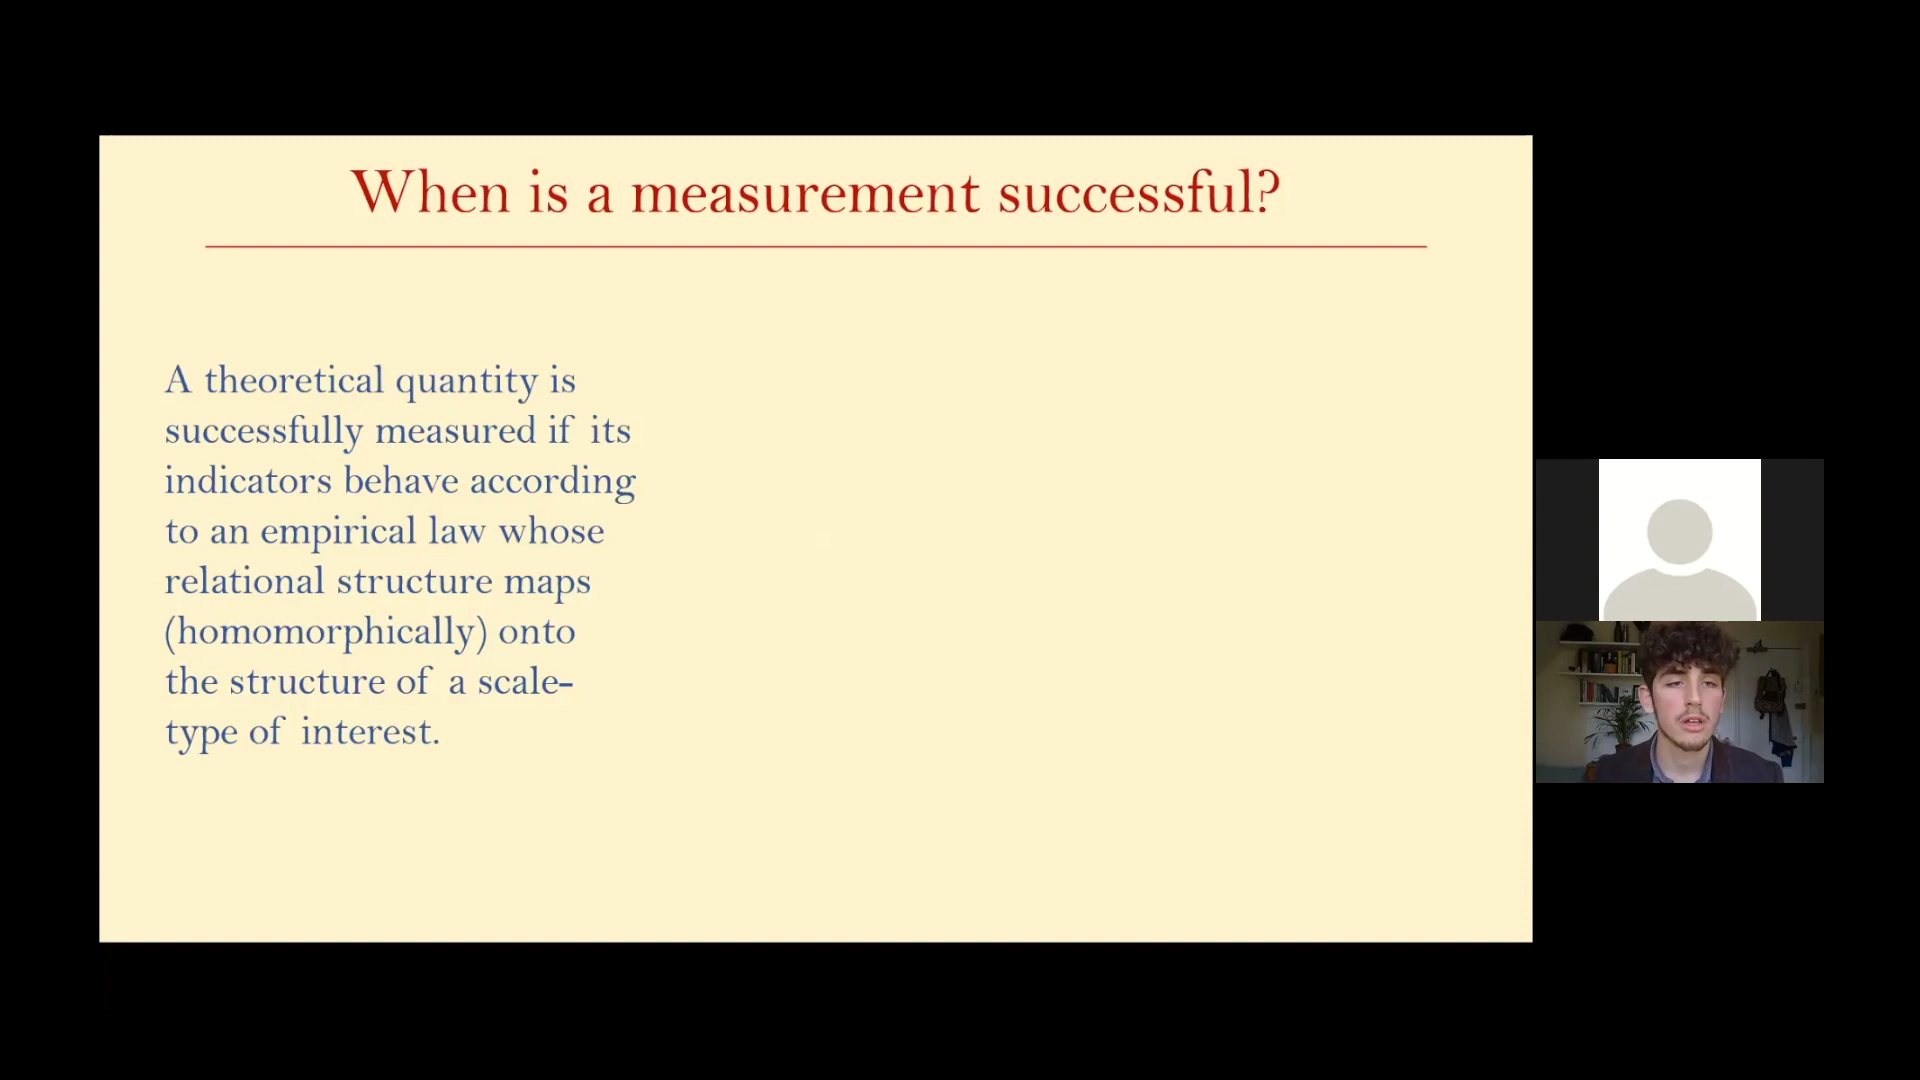 When is a measurement successful?
A theoretical quantity is
successfully measured if its
indicators behave according
to an empirical law whose
relational structure maps
(homomorphically) onto
the structure of a scale-
type of interest.